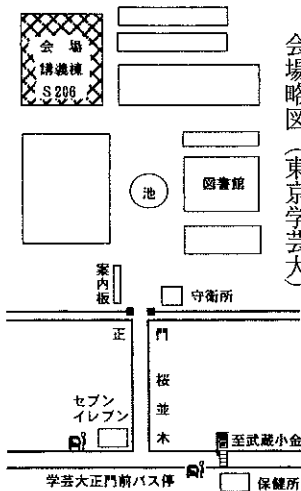 会場略図（東京学芸大）
会場
講義棟
S206
池
図書館
案内板
守衛所
正門
桜並木
セブン
イレブン
至武蔵小金
学芸大正門前バス停
保健所